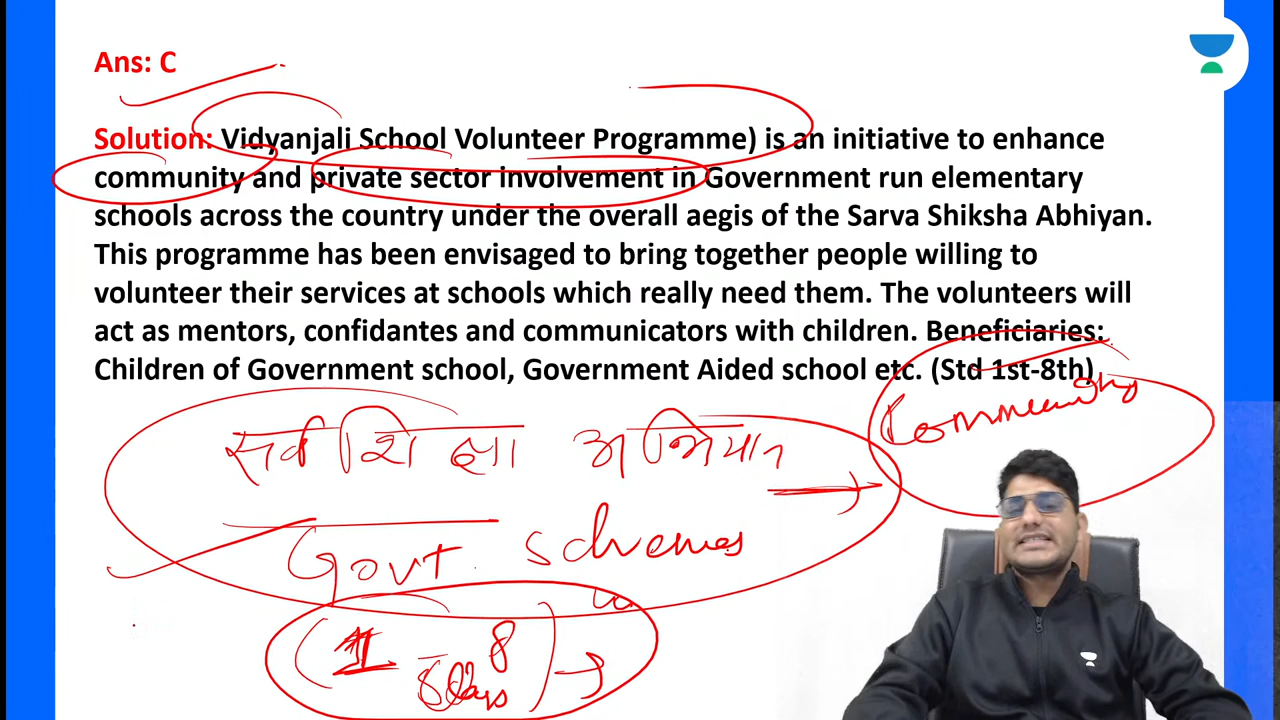 Ans: C
Solution: Vidyanjali School Volunteer Programme) is an initiative to enhance
community and private sector involvement in Government run elementary
schools across the country under the overall aegis of the Sarva Shiksha Abhiyan.
This programme has been envisaged to bring together people willing to
volunteer their services at schools which really need them. The volunteers will
act as mentors, confidantes and communicators with children. Beneficiaries:
Children of Government school, Government Aided school etc. (Std 1st-8th)
Community
सर्व शिक्षा अभियान
Govt schemes
(1 8